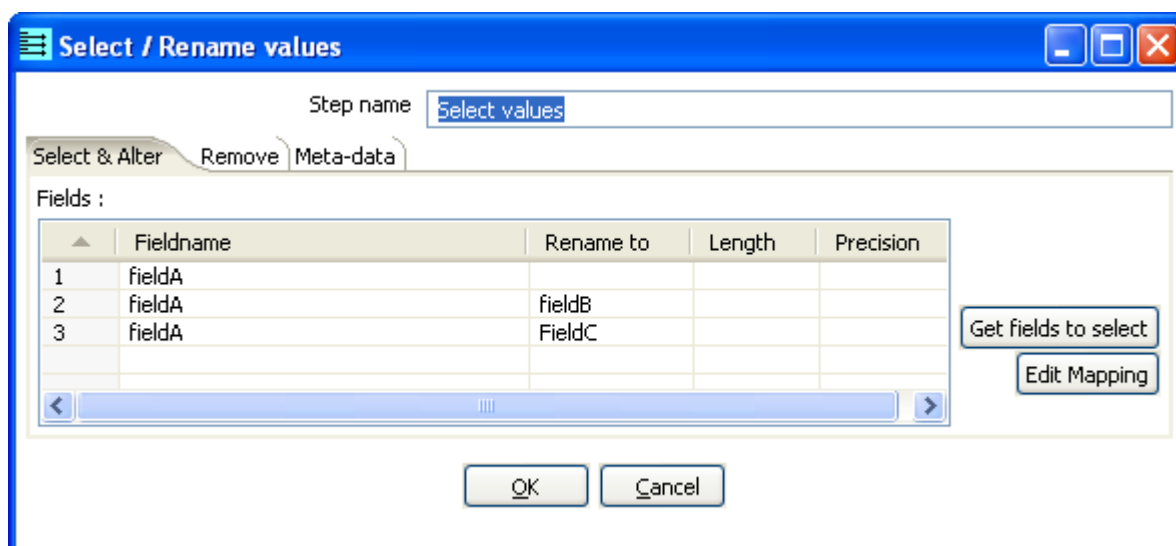 Select / Rename values
Step name Select values
Select & Alter Remove Meta-data
Fields :
Fieldname Rename to Length Precision
1 fieldA
2 fieldA fieldB
3 fieldA FieldC
Get fields to select
Edit Mapping
OK Cancel